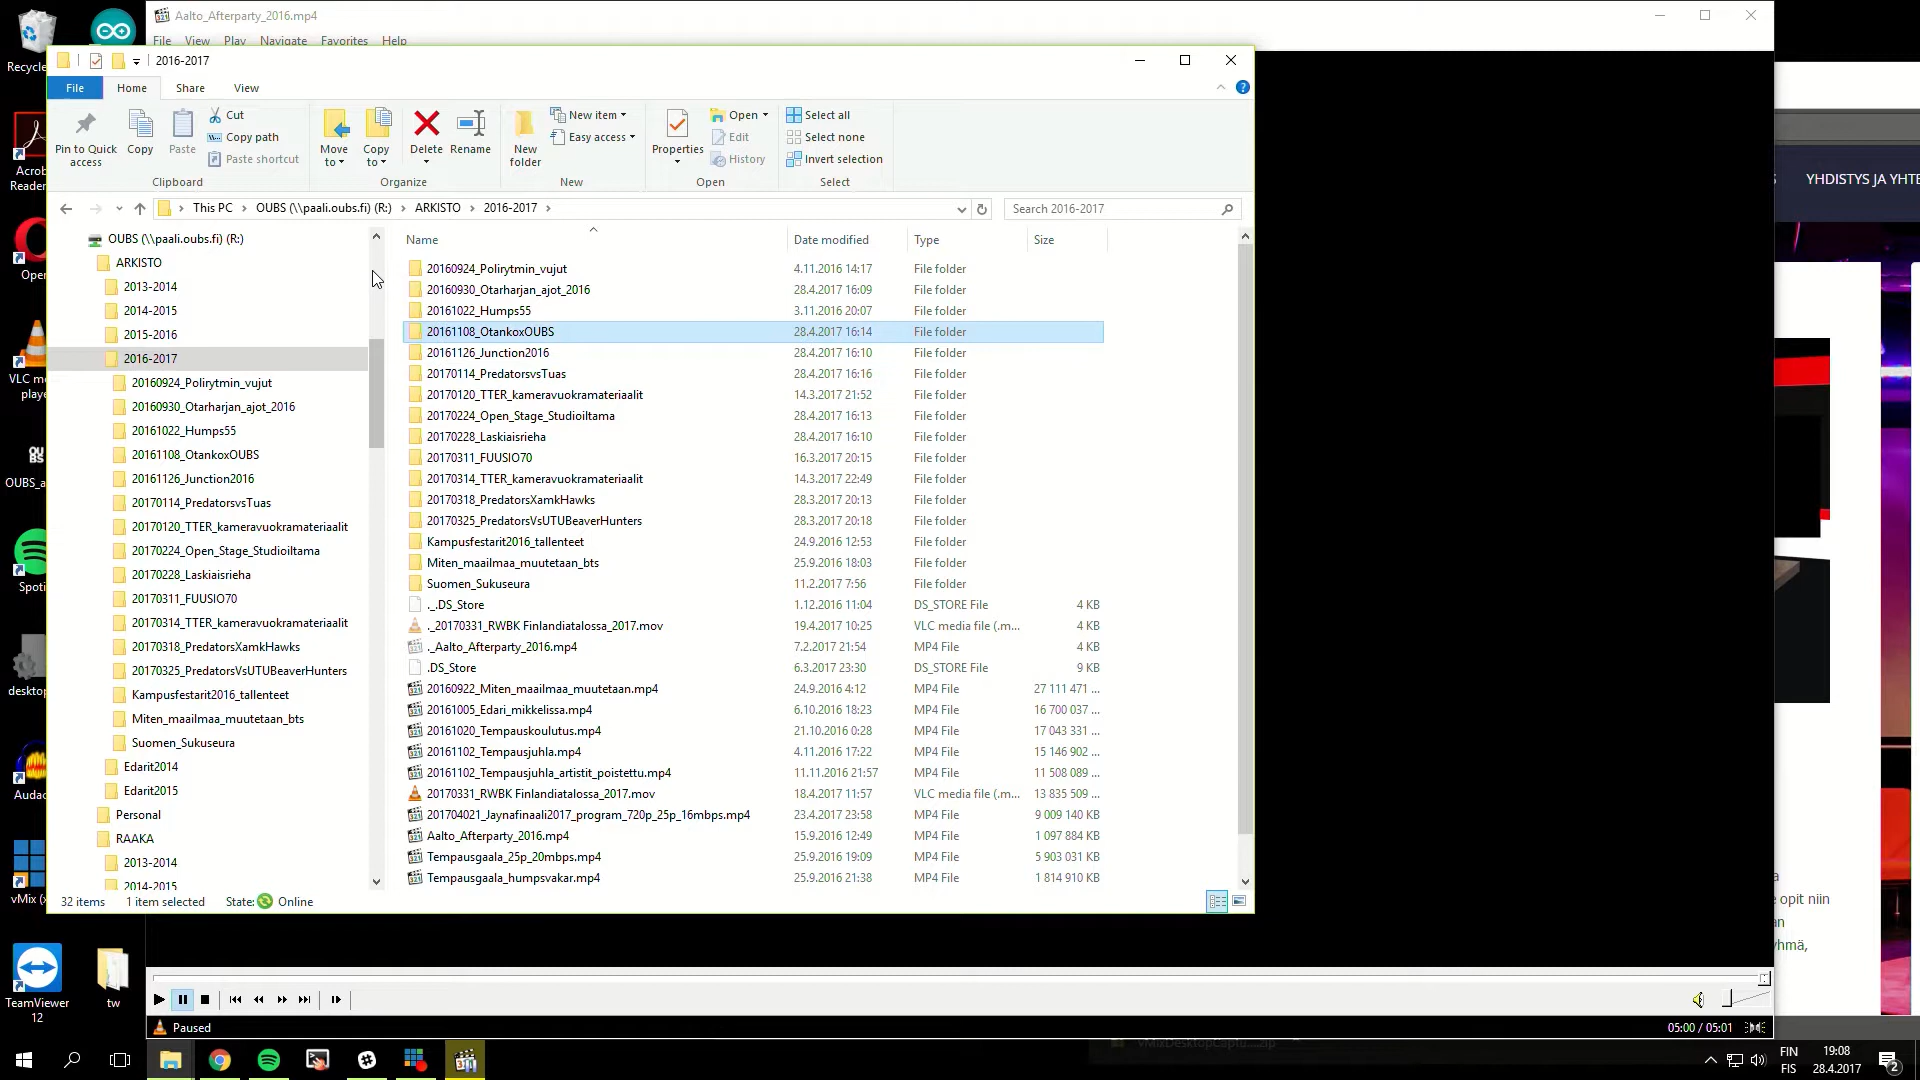 Aalto_Afterparty_2016.mp4
File View Play Navigate Favorites Help
2016-2017
File Home Share View
Pin to Quick access
Copy
Paste
Cut
Copy path
Paste shortcut
Clipboard
Move to
Copy to
Delete
Rename
Organize
New folder
New item
Easy access
New
Properties
Open
Edit
History
Open
Select all
Select none
Invert selection
Select
This PC OUBS (\\paali.oubs.fi) (R:) ARKISTO 2016-2017
Search 2016-2017
YHDISTYS JA YHTE
OUBS (\\paali.oubs.fi) (R:)
ARKISTO
2013-2014
2014-2015
2015-2016
2016-2017
20160924_Polirytmin_vujut
20160930_Otarharjan_ajot_2016
20161022_Humps55
20161108_OtankoxOUBS
20161126_Junction2016
20170114_PredatorsvsTuas
20170120_TTER_kameravuokramateriaalit
20170224_Open_Stage_Studioiltama
20170228_Laskiaisrieha
20170311_FUUSIO70
20170314_TTER_kameravuokramateriaalit
20170318_PredatorsXamkHawks
20170325_PredatorsVsUTUBeaverHunters
Kampusfestarit2016_tallenteet
Miten_maailmaa_muutetaan_bts
Suomen_Sukuseura
Edarit2014
Edarit2015
Personal
RAAKA
2013-2014
2014-2015
Name Date modified Type Size
20160924_Polirytmin_vujut 4.11.2016 14:17 File folder
20160930_Otarharjan_ajot_2016 28.4.2017 16:09 File folder
20161022_Humps55 3.11.2016 20:07 File folder
20161108_OtankoxOUBS 28.4.2017 16:14 File folder
20161126_Junction2016 28.4.2017 16:10 File folder
20170114_PredatorsvsTuas 28.4.2017 16:16 File folder
20170120_TTER_kameravuokramateriaalit 14.3.2017 21:52 File folder
20170224_Open_Stage_Studioiltama 28.4.2017 16:13 File folder
20170228_Laskiaisrieha 28.4.2017 16:10 File folder
20170311_FUUSIO70 16.3.2017 20:15 File folder
20170314_TTER_kameravuokramateriaalit 14.3.2017 22:49 File folder
20170318_PredatorsXamkHawks 28.3.2017 20:13 File folder
20170325_PredatorsVsUTUBeaverHunters 28.3.2017 20:18 File folder
Kampusfestarit2016_tallenteet 24.9.2016 12:53 File folder
Miten_maailmaa_muutetaan_bts 25.9.2016 18:03 File folder
Suomen_Sukuseura 11.2.2017 7:56 File folder
._.DS_Store 1.12.2016 11:04 DS_STORE File 4 KB
._20170331_RWBK Finlandiatalossa_2017.mov 19.4.2017 10:25 VLC media file (.m... 4 KB
._Aalto_Afterparty_2016.mp4 7.2.2017 21:54 MP4 File 4 KB
.DS_Store 6.3.2017 23:30 DS_STORE File 9 KB
20160922_Miten_maailmaa_muutetaan.mp4 24.9.2016 4:12 MP4 File 27 111 471 ...
20161005_Edari_mikkelissa.mp4 6.10.2016 18:23 MP4 File 16 700 037 ...
20161020_Tempauskoulutus.mp4 21.10.2016 0:28 MP4 File 17 043 331 ...
20161102_Tempausjuhla.mp4 4.11.2016 17:22 MP4 File 15 146 902 ...
20161102_Tempausjuhla_artistit_poistettu.mp4 11.11.2016 21:57 MP4 File 11 508 089 ...
20170331_RWBK Finlandiatalossa_2017.mov 18.4.2017 11:57 VLC media file (.m... 13 835 509 ...
201704021_Jaynafinaali2017_program_720p_25p_16mbps.mp4 23.4.2017 23:58 MP4 File 9 009 140 KB
Aalto_Afterparty_2016.mp4 15.9.2016 12:49 MP4 File 1 097 884 KB
Tempausgaala_25p_20mbps.mp4 25.9.2016 19:09 MP4 File 5 903 031 KB
Tempausgaala_humpsvakar.mp4 25.9.2016 21:38 MP4 File 1 814 910 KB
32 items 1 item selected State: Online
Recycle
Acrob
Reader
Oper
VLC me
playe
OUBS
OUBS_a
Spoti
desktop
Audac
vMix (x
TeamViewer
12
tw
a
e opit niin
an
yhmä,
Paused
05:00 / 05:01
FIN
FIS
19:08
28.4.2017
2